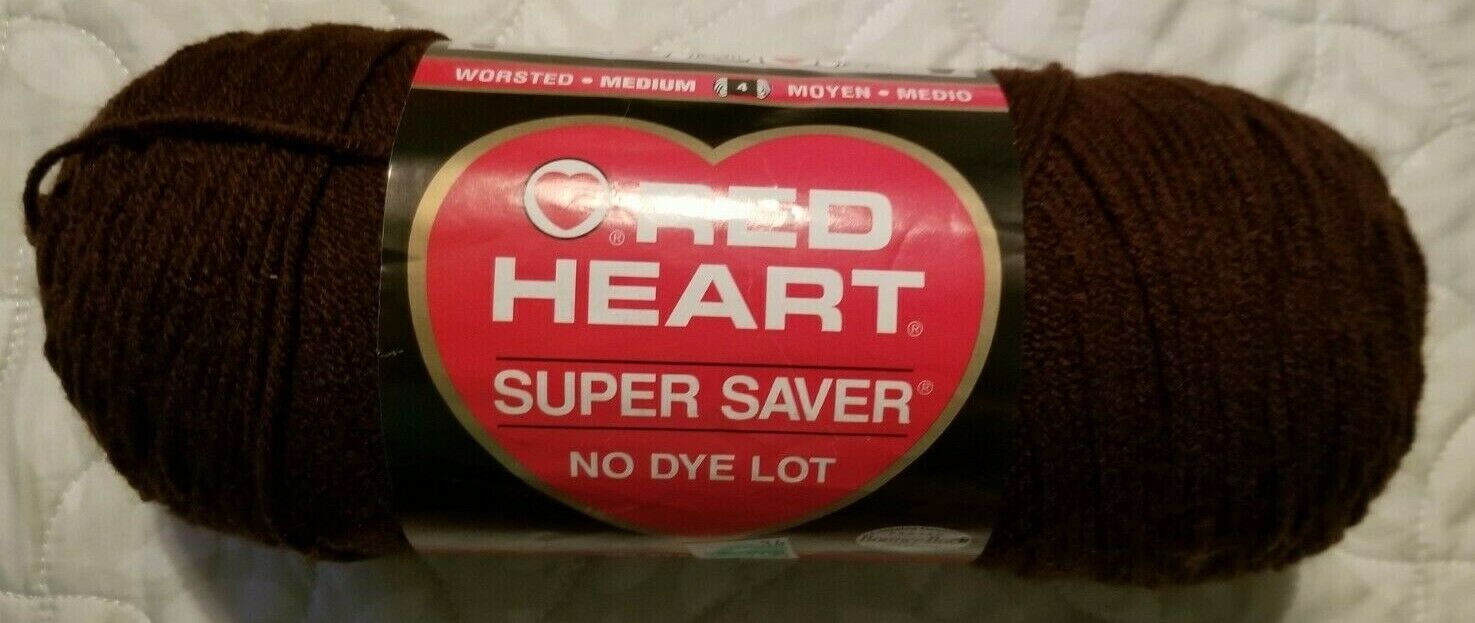 WORSTED • MEDIUM 4 MOYEN • MEDIO
® RED
HEART®
SUPER SAVER®
NO DYE LOT